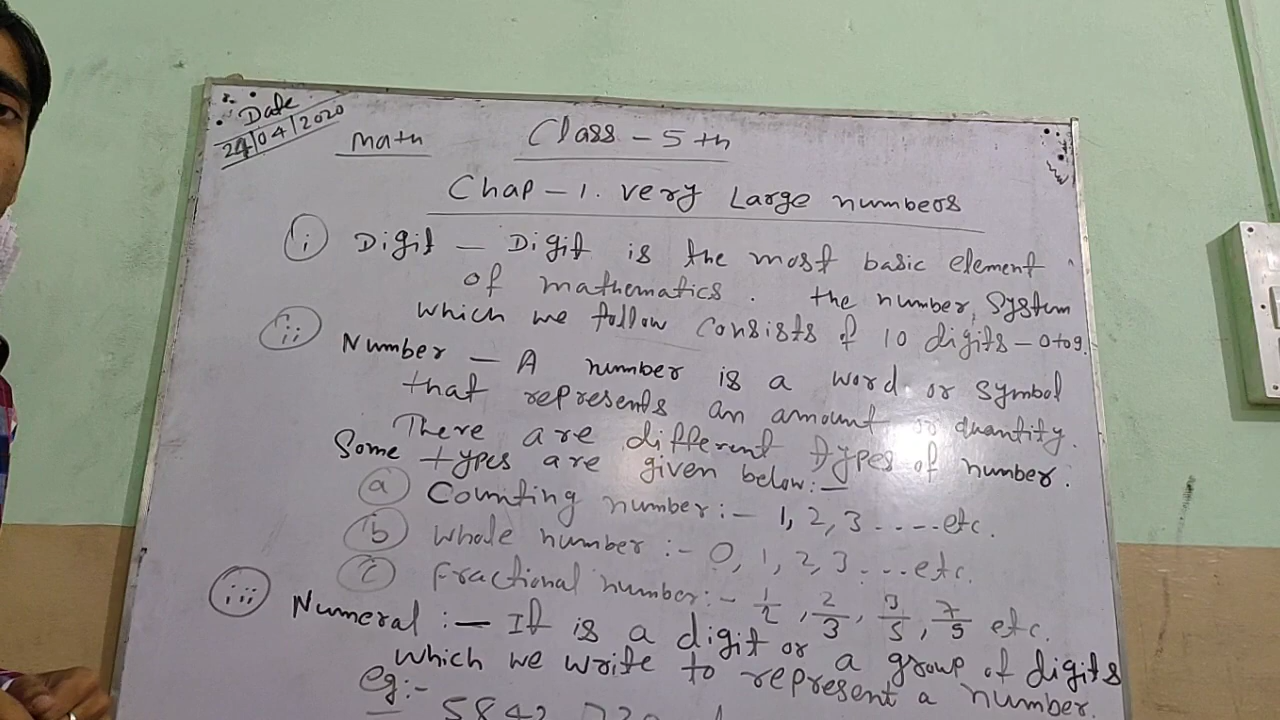 Date
24/04/2020
Math
Class - 5th
Chap - 1. Very Large numbers
(i) Digit - Digit is the most basic element
of mathematics. The number system
which we follow consists of 10 digits - 0 to 9.
(ii) Number - A number is a word or symbol
that represents an amount or quantity.
There are different types of number.
Some types are given below:-
(a) Counting number :- 1, 2, 3 ..... etc.
(b) Whole number :- 0, 1, 2, 3 ... etc.
(c) Fractional number:- 1/2, 2/3, 3/5, 7/5 etc.
(iii) Numeral :- It is a digit or a group of digits
which we write to represent a number.
eg:-